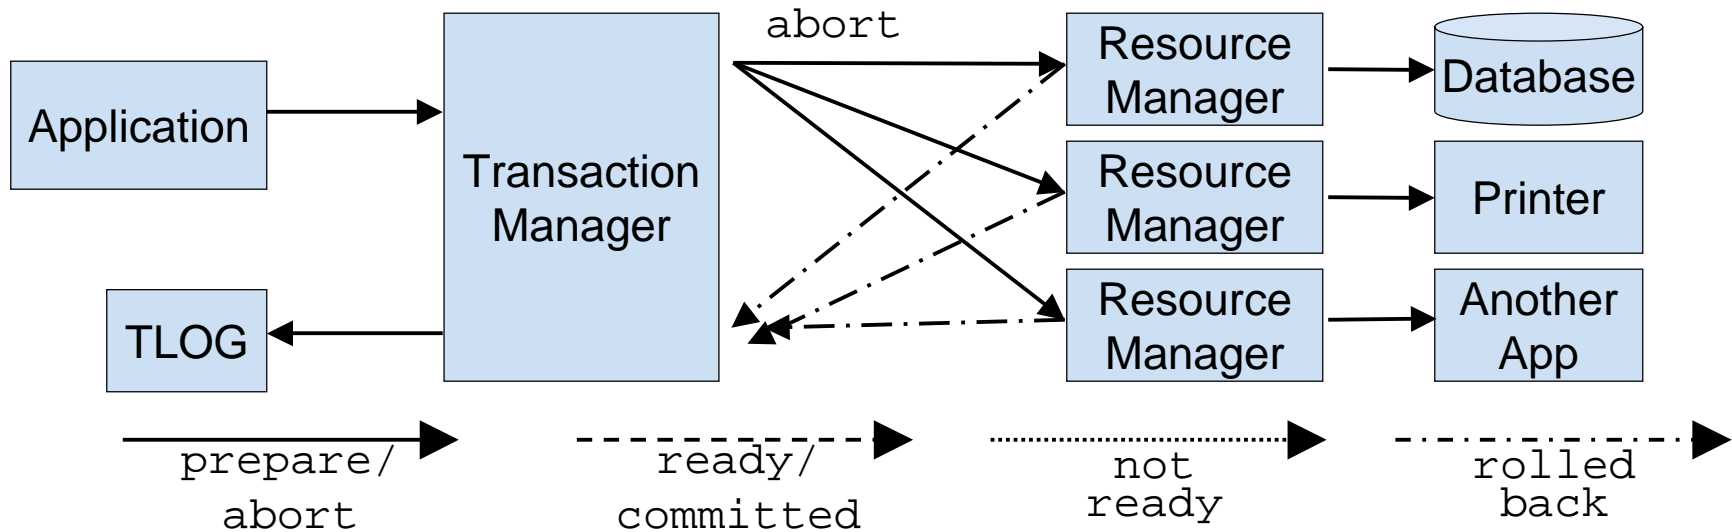 abort
Application
Transaction
Manager
TLOG
Resource
Manager
Database
Resource
Manager
Printer
Resource
Manager
Another
App
prepare/
abort
ready/
committed
not
ready
rolled
back